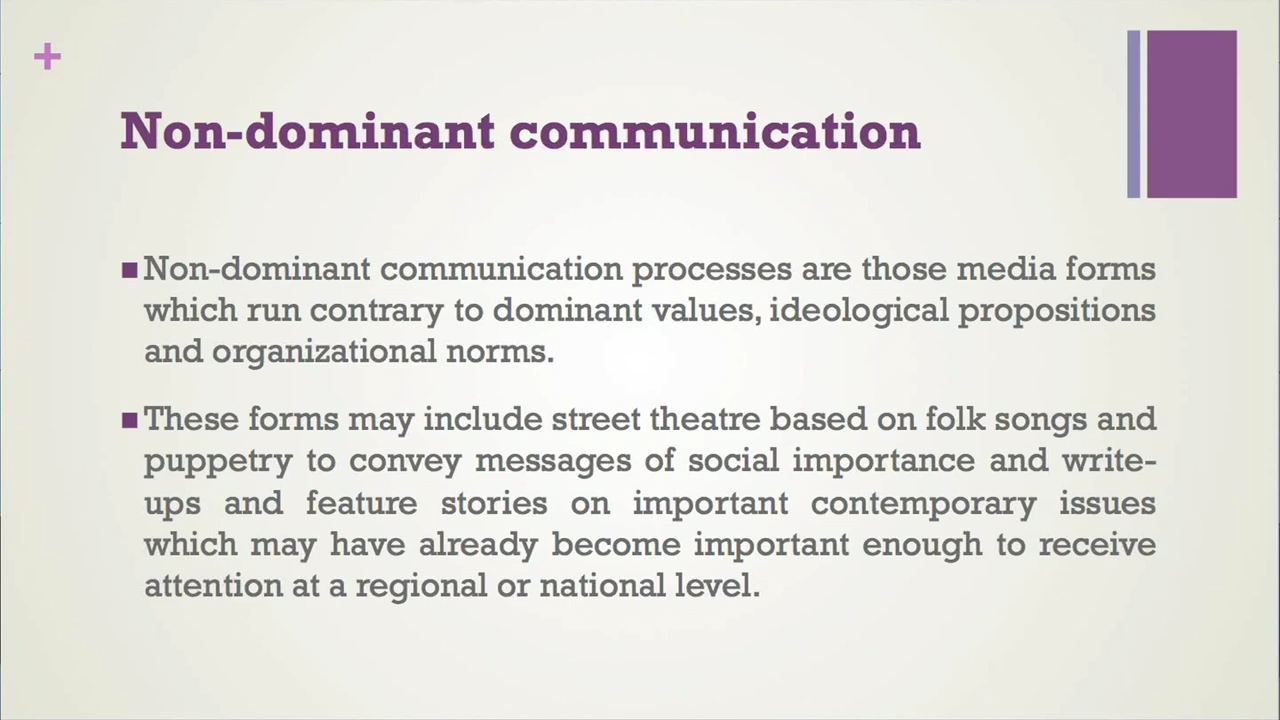 +
Non-dominant communication
■ Non-dominant communication processes are those media forms
which run contrary to dominant values, ideological propositions
and organizational norms.
■ These forms may include street theatre based on folk songs and
puppetry to convey messages of social importance and write-
ups and feature stories on important contemporary issues
which may have already become important enough to receive
attention at a regional or national level.